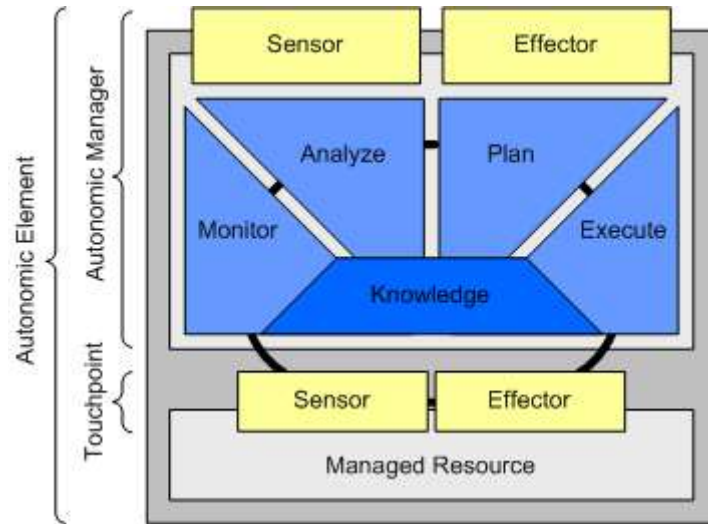 Sensor
Effector
Analyze
Plan
Monitor
Execute
Knowledge
Sensor
Effector
Managed Resource
Autonomic Element
Autonomic Manager
Touchpoint